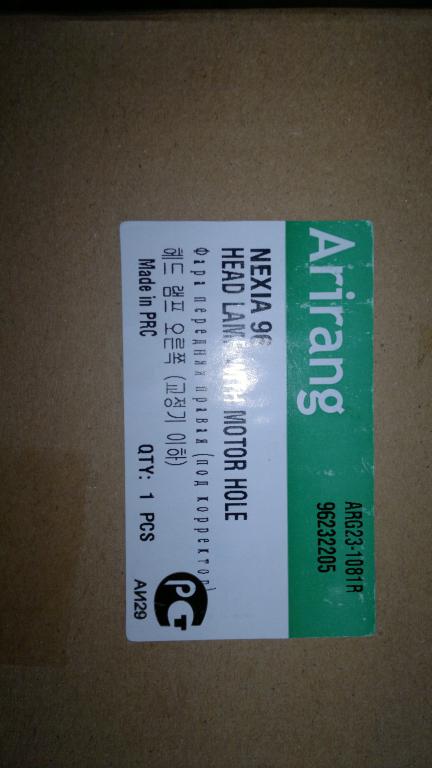 Arirang
ARG23-1081R
96232205
NEXIA 96
HEAD LAMP WITH MOTOR HOLE
Фара передняя правая (под корректор)
헤드 램프 오른쪽 (교정기 이하)
Made in PRC QTY: 1 PCS
РСТ
АИ29